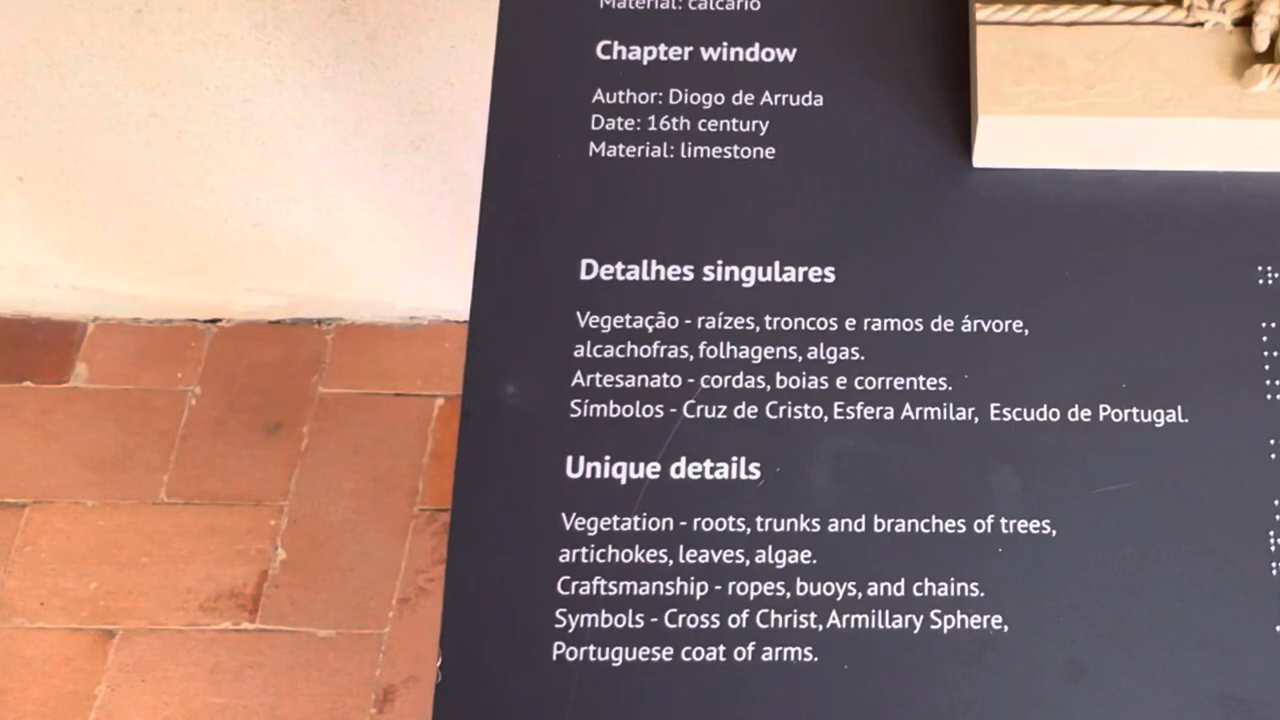 Material: calcário
Chapter window
Author: Diogo de Arruda
Date: 16th century
Material: limestone
Detalhes singulares
Vegetação - raízes, troncos e ramos de árvore,
alcachofras, folhagens, algas.
Artesanato - cordas, boias e correntes.
Símbolos - Cruz de Cristo, Esfera Armilar, Escudo de Portugal.
Unique details
Vegetation - roots, trunks and branches of trees,
artichokes, leaves, algae.
Craftsmanship - ropes, buoys, and chains.
Symbols - Cross of Christ, Armillary Sphere,
Portuguese coat of arms.